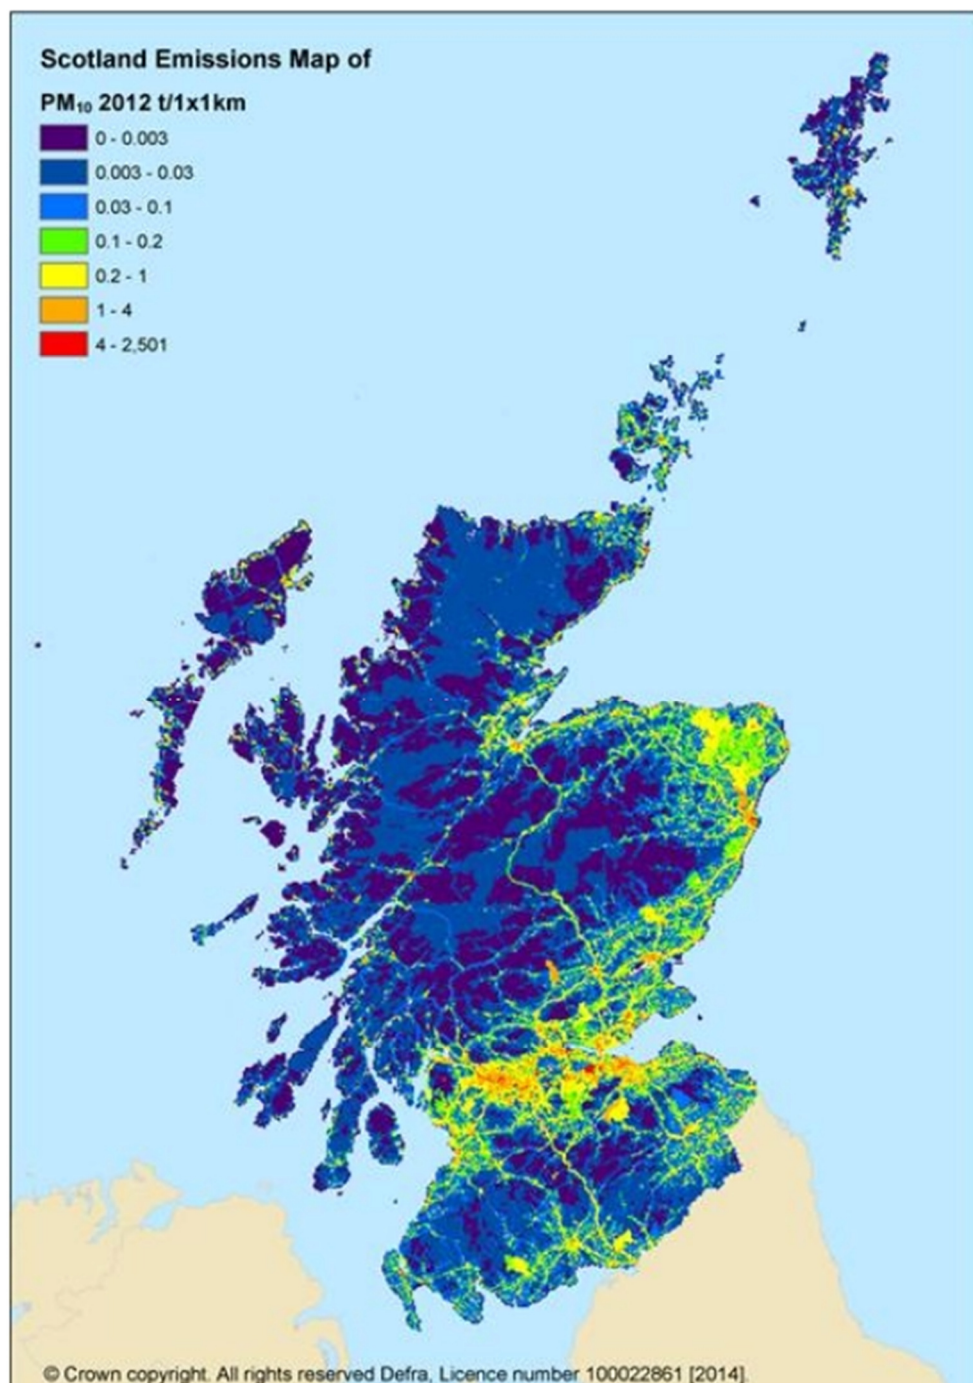 Scotland Emissions Map of
PM₁₀ 2012 t/1x1km
0 - 0.003
0.003 - 0.03
0.03 - 0.1
0.1 - 0.2
0.2 - 1
1 - 4
4 - 2,501
© Crown copyright. All rights reserved Defra, Licence number 100022861 [2014].